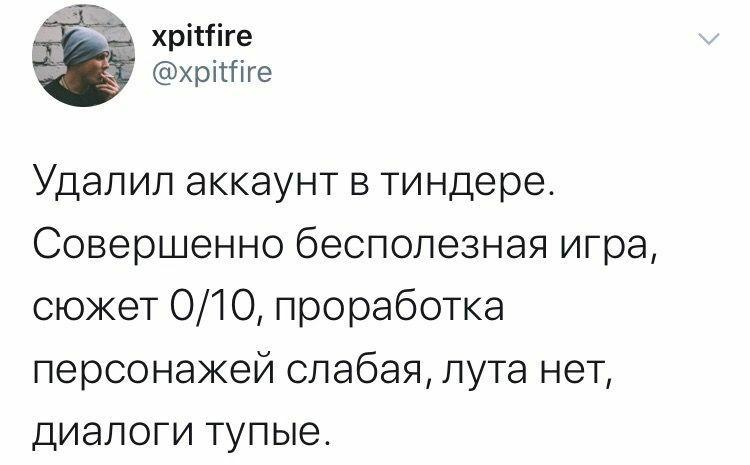 xpitfire
@xpitfire
Удалил аккаунт в тиндере.
Совершенно бесполезная игра,
сюжет 0/10, проработка
персонажей слабая, лута нет,
диалоги тупые.